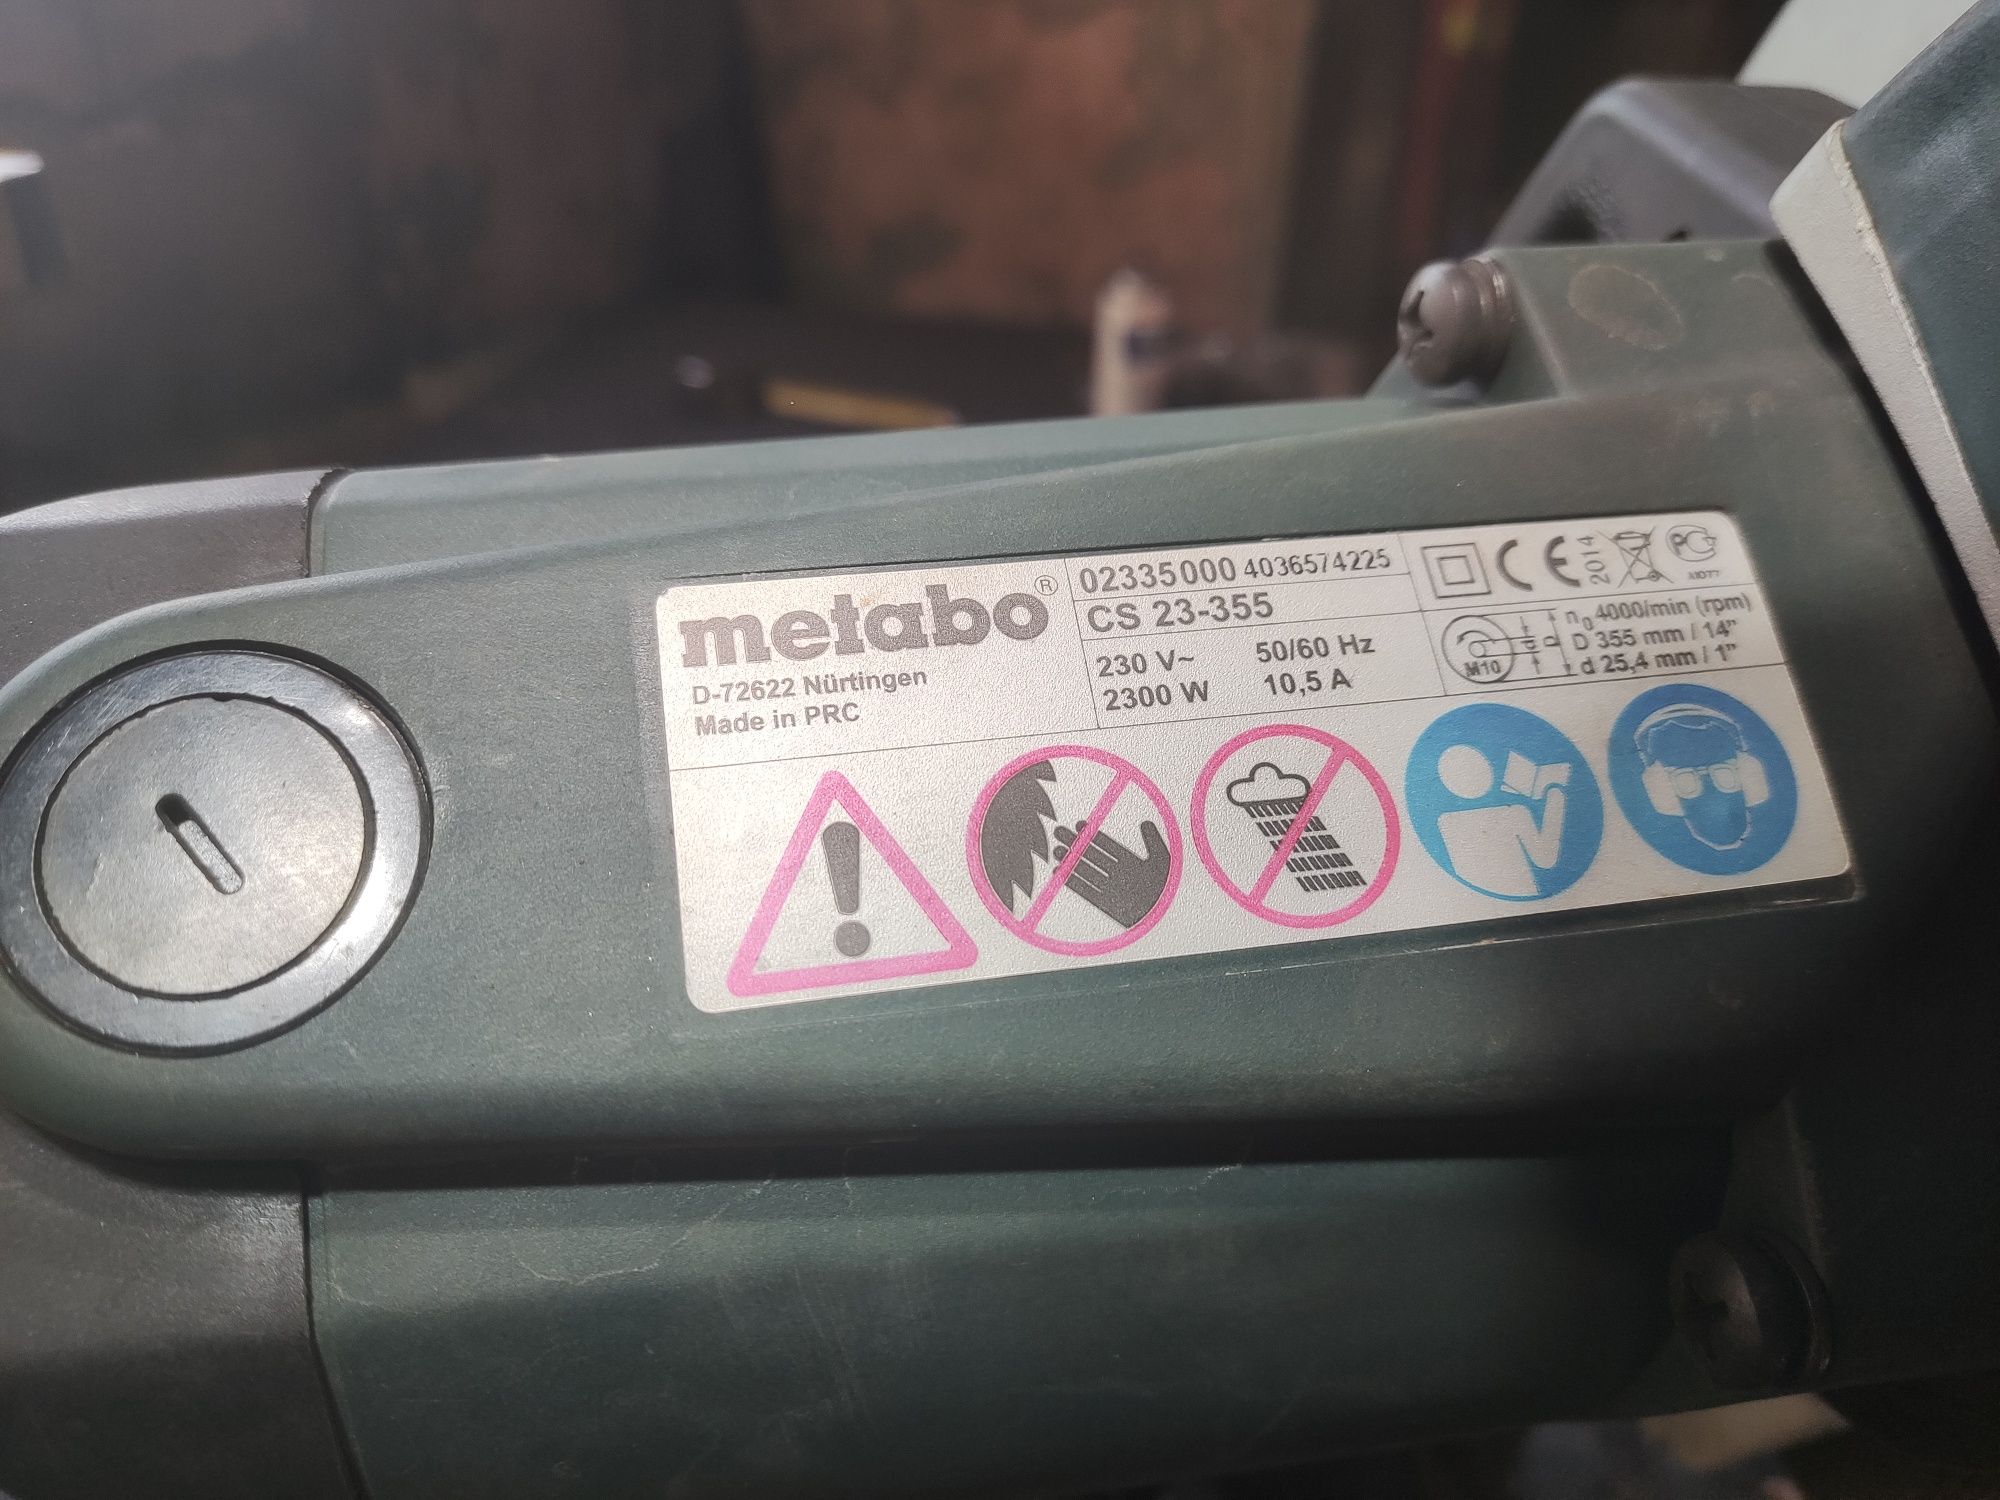 metabo®
D-72622 Nürtingen
Made in PRC
02335000 4036574225
CS 23-355
230 V~ 50/60 Hz
2300 W 10,5 A
CE 2014 PG
M10 d D
n₀ 4000/min (rpm)
D 355 mm / 14"
d 25,4 mm / 1"